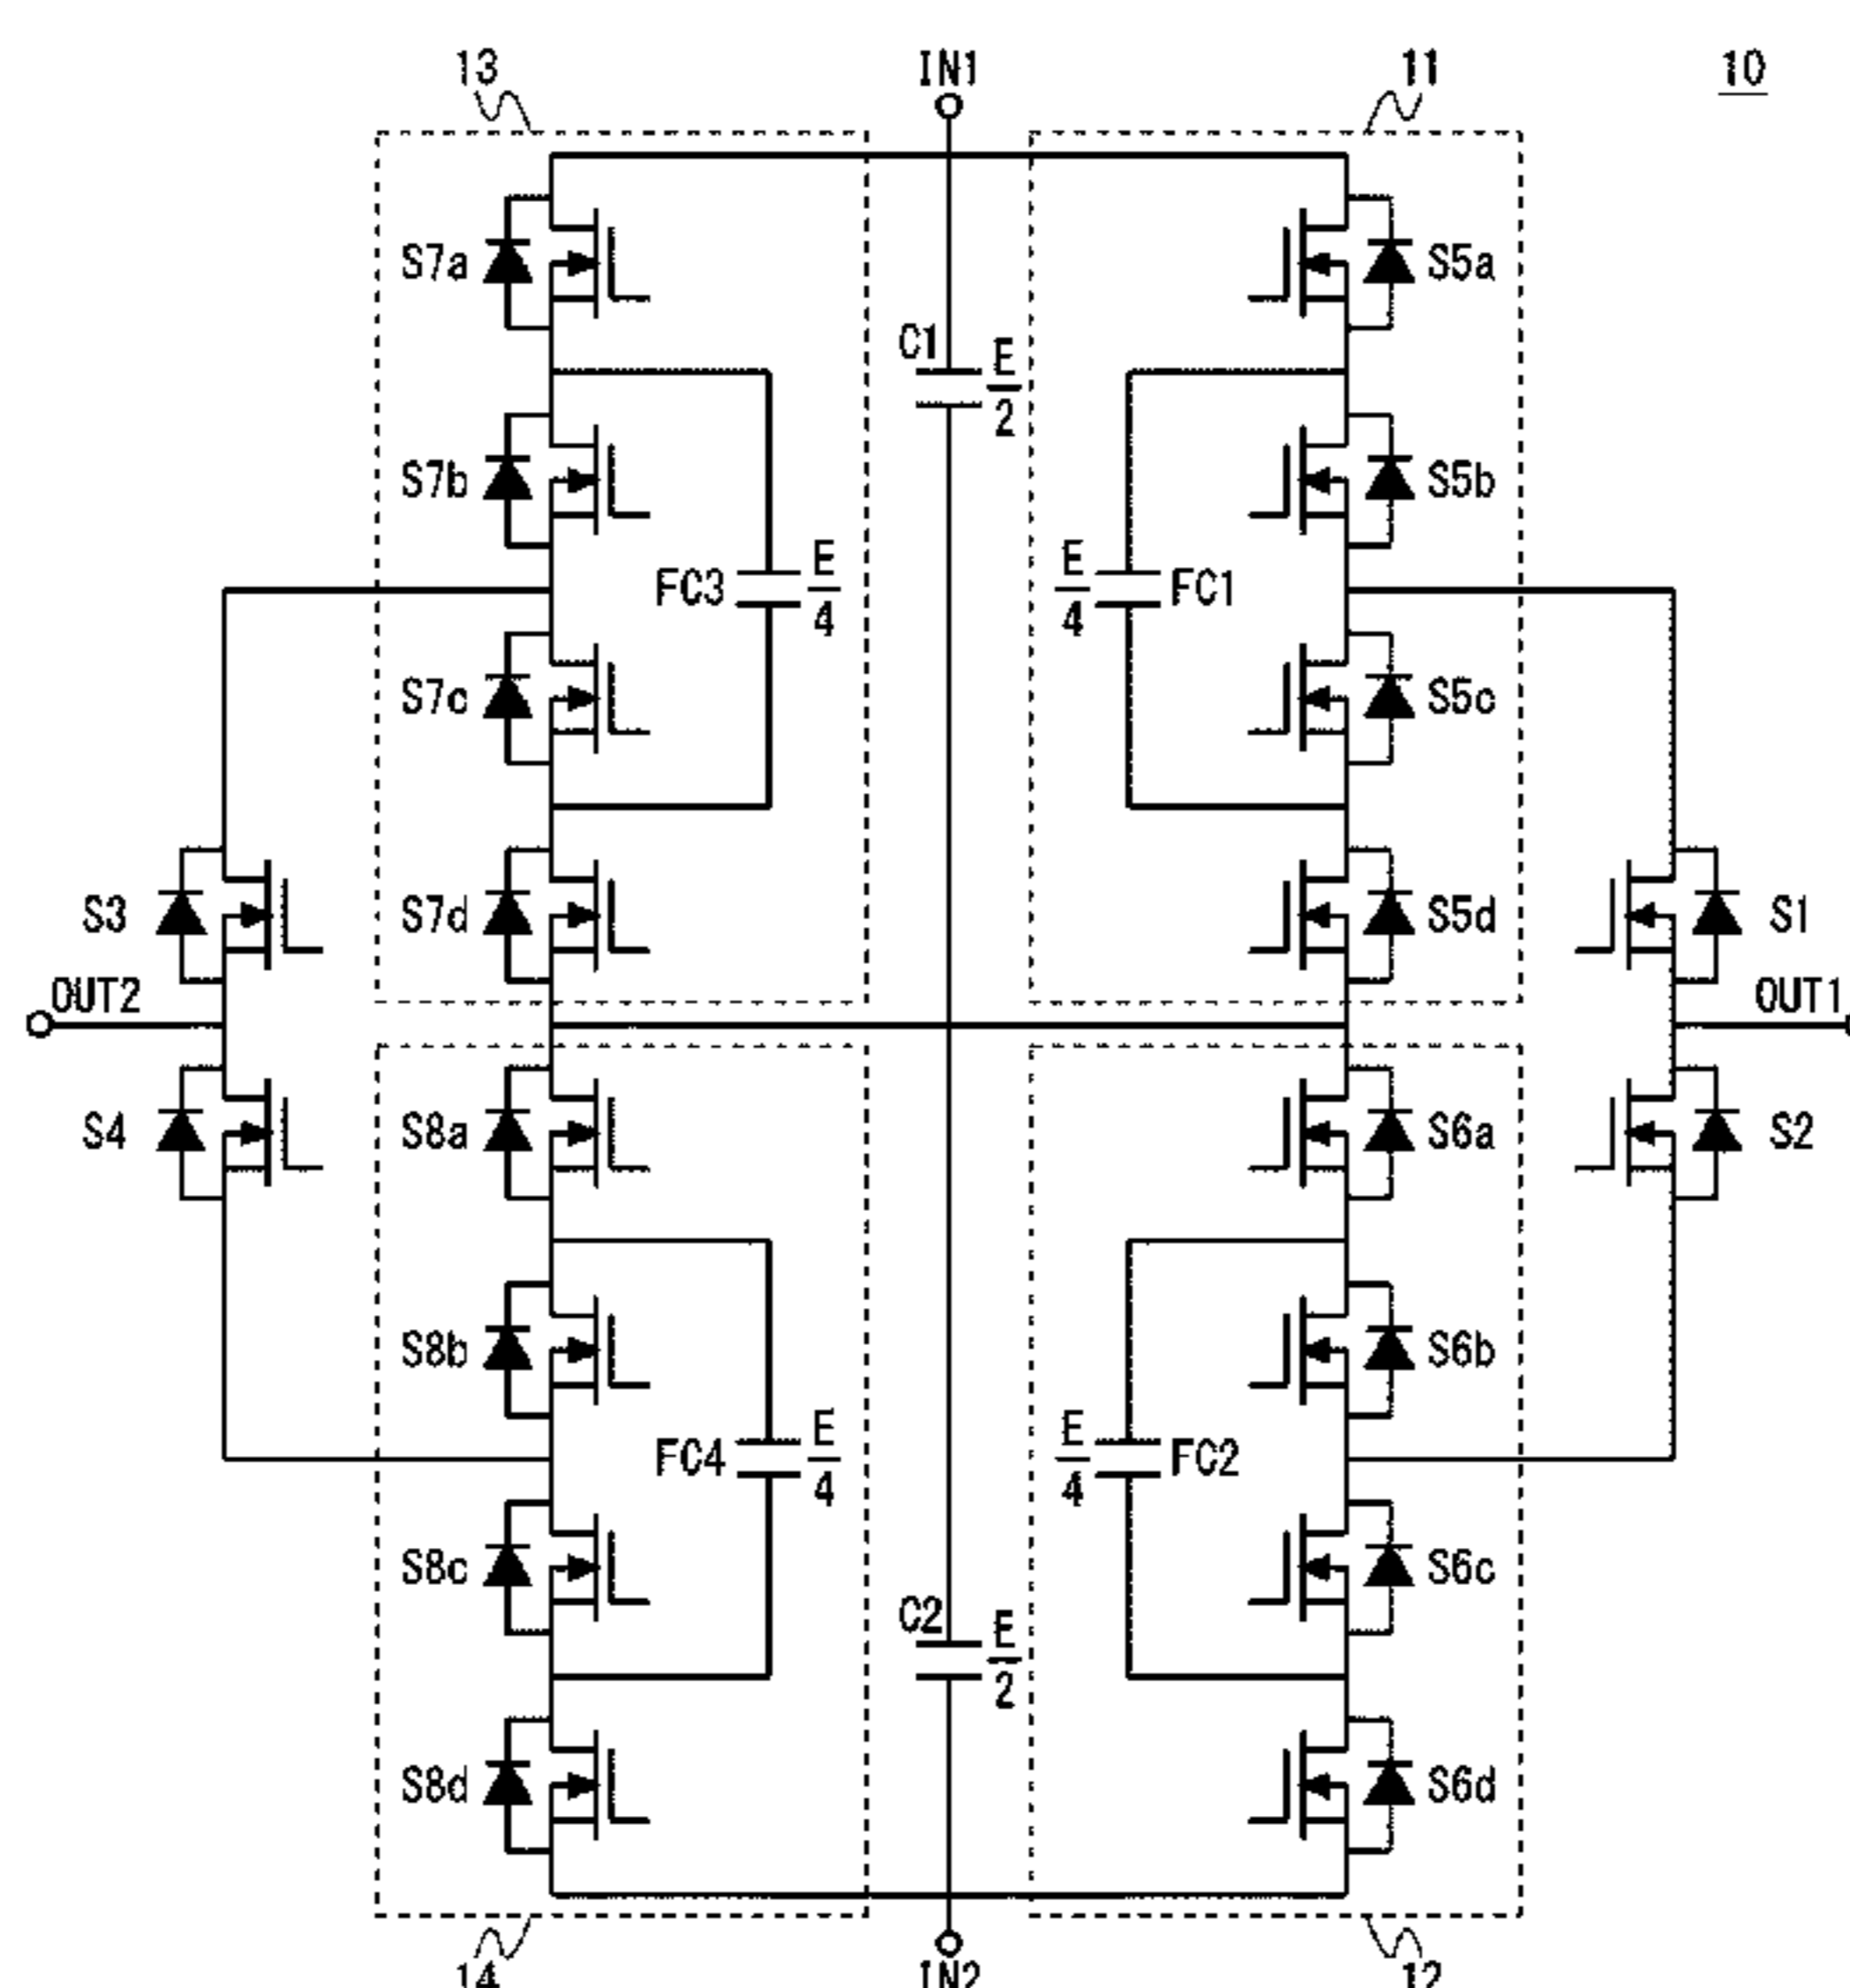 13 IN1 11 10
S7a S5a
C1 E/2
S7b S5b
FC3 E/4 E/4 FC1
S7c S5c
S3 S7d S5d S1
OUT2 OUT1
S4 S8a S6a S2
S8b S6b
FC4 E/4 E/4 FC2
S8c S6c
C2 E/2
S8d S6d
14 IN2 12